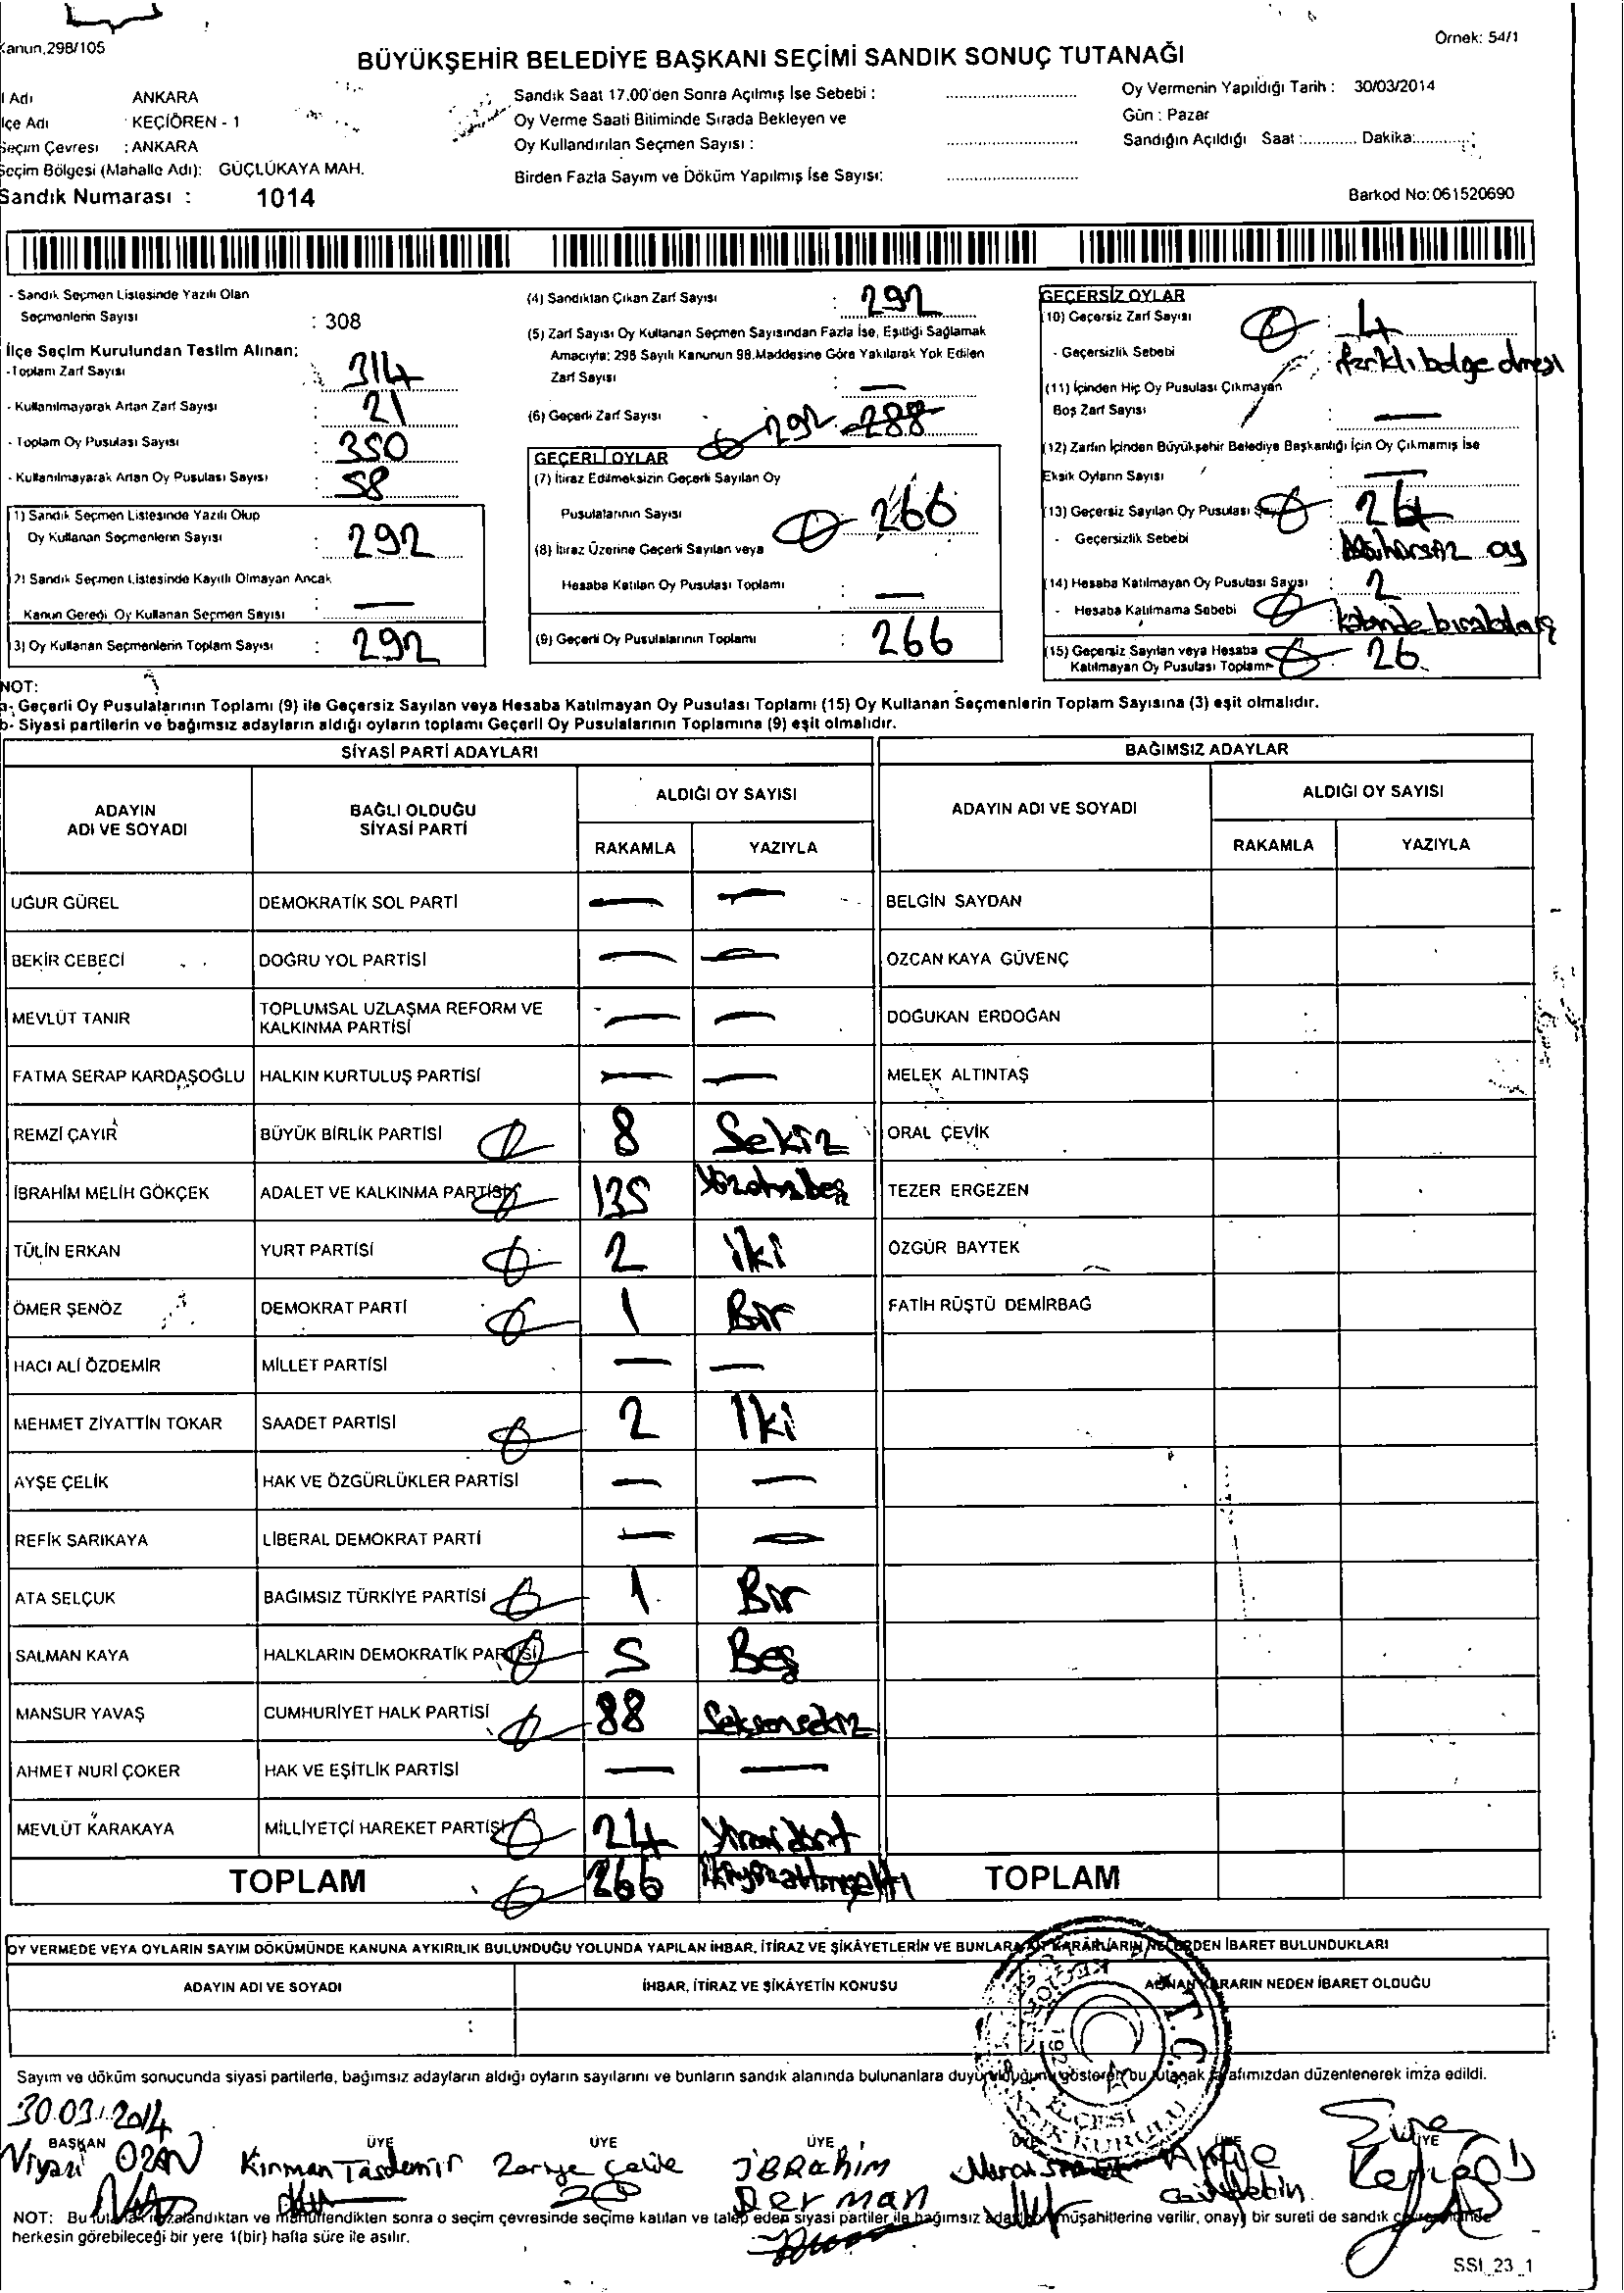 Kanun.298/105
Örnek: 54/1
BÜYÜKŞEHİR BELEDİYE BAŞKANI SEÇİMİ SANDIK SONUÇ TUTANAĞI
İl Adı ANKARA
İlçe Adı : KEÇİÖREN - 1
Seçim Çevresi : ANKARA
Seçim Bölgesi (Mahalle Adı): GÜÇLÜKAYA MAH.
Sandık Numarası : 1014
Sandık Saat 17.00'den Sonra Açılmış İse Sebebi :
Oy Verme Saati Bitiminde Sırada Bekleyen ve
Oy Kullandırılan Seçmen Sayısı :
Birden Fazla Sayım ve Döküm Yapılmış İse Sayısı:
Oy Vermenin Yapıldığı Tarih : 30/03/2014
Gün : Pazar
Sandığın Açıldığı Saat :............ Dakika:............
Barkod No: 061520690
- Sandık Seçmen Listesinde Yazılı Olan
Seçmenlerin Sayısı : 308
İlçe Seçim Kurulundan Teslim Alınan:
- Toplam Zarf Sayısı : 314
- Kullanılmayarak Artan Zarf Sayısı : 21
- Toplam Oy Pusulası Sayısı : 350
- Kullanılmayarak Artan Oy Pusulası Sayısı : 58
(1) Sandık Seçmen Listesinde Yazılı Olup
Oy Kullanan Seçmenlerin Sayısı : 292
(2) Sandık Seçmen Listesinde Kayıtlı Olmayan Ancak
Kanun Gereği Oy Kullanan Seçmen Sayısı : —
(3) Oy Kullanan Seçmenlerin Toplam Sayısı : 292
(4) Sandıktan Çıkan Zarf Sayısı : 292
(5) Zarf Sayısı Oy Kullanan Seçmen Sayısından Fazla İse, Eşitliği Sağlamak
Amacıyla; 298 Sayılı Kanunun 98.Maddesine Göre Yakılarak Yok Edilen
Zarf Sayısı : —
(6) Geçerli Zarf Sayısı 292 288
GEÇERLİ OYLAR
(7) İtiraz Edilmeksizin Geçerli Sayılan Oy
Pusulalarının Sayısı 266
(8) İtiraz Üzerine Geçerli Sayılan veya
Hesaba Katılan Oy Pusulası Toplamı : —
(9) Geçerli Oy Pusulalarının Toplamı : 266
GEÇERSİZ OYLAR
(10) Geçersiz Zarf Sayısı : 4
- Geçersizlik Sebebi : farklı belge olması
(11) İçinden Hiç Oy Pusulası Çıkmayan
Boş Zarf Sayısı : —
(12) Zarfın İçinden Büyükşehir Belediye Başkanlığı İçin Oy Çıkmamış İse
Eksik Oyların Sayısı : —
(13) Geçersiz Sayılan Oy Pusulası Sayısı : 24
- Geçersizlik Sebebi : Mühürsüz oy
(14) Hesaba Katılmayan Oy Pusulası Sayısı : 2
- Hesaba Katılmama Sebebi : kabinde bırakılmış
(15) Geçersiz Sayılan veya Hesaba
Katılmayan Oy Pusulası Toplamı 26
NOT:
a- Geçerli Oy Pusulalarının Toplamı (9) ile Geçersiz Sayılan veya Hesaba Katılmayan Oy Pusulası Toplamı (15) Oy Kullanan Seçmenlerin Toplam Sayısına (3) eşit olmalıdır.
b- Siyasi partilerin ve bağımsız adayların aldığı oyların toplamı Geçerli Oy Pusulalarının Toplamına (9) eşit olmalıdır.
SİYASİ PARTİ ADAYLARI BAĞIMSIZ ADAYLAR
ADAYIN ADI VE SOYADI BAĞLI OLDUĞU SİYASİ PARTİ ALDIĞI OY SAYISI ADAYIN ADI VE SOYADI ALDIĞI OY SAYISI
RAKAMLA YAZIYLA RAKAMLA YAZIYLA
UĞUR GÜREL DEMOKRATİK SOL PARTİ — — BELGİN SAYDAN
BEKİR CEBECİ DOĞRU YOL PARTİSİ — — ÖZCAN KAYA GÜVENÇ
MEVLÜT TANIR TOPLUMSAL UZLAŞMA REFORM VE KALKINMA PARTİSİ — — DOĞUKAN ERDOĞAN
FATMA SERAP KARDAŞOĞLU HALKIN KURTULUŞ PARTİSİ — — MELEK ALTINTAŞ
REMZİ ÇAYIR BÜYÜK BİRLİK PARTİSİ 8 Sekiz ORAL ÇEVİK
İBRAHİM MELİH GÖKÇEK ADALET VE KALKINMA PARTİSİ 135 Yüzotuzbeş TEZER ERGEZEN
TÜLİN ERKAN YURT PARTİSİ 2 iki ÖZGÜR BAYTEK
ÖMER ŞENÖZ DEMOKRAT PARTİ 1 Bir FATİH RÜŞTÜ DEMİRBAĞ
HACI ALİ ÖZDEMİR MİLLET PARTİSİ — —
MEHMET ZİYATTİN TOKAR SAADET PARTİSİ 2 Iki
AYŞE ÇELİK HAK VE ÖZGÜRLÜKLER PARTİSİ — —
REFİK SARIKAYA LİBERAL DEMOKRAT PARTİ — —
ATA SELÇUK BAĞIMSIZ TÜRKİYE PARTİSİ 1 Bir
SALMAN KAYA HALKLARIN DEMOKRATİK PARTİSİ 5 Beş
MANSUR YAVAŞ CUMHURİYET HALK PARTİSİ 88 Seksensekiz
AHMET NURİ ÇOKER HAK VE EŞİTLİK PARTİSİ — —
MEVLÜT KARAKAYA MİLLİYETÇİ HAREKET PARTİSİ 24 Yirmidört
TOPLAM 266 İkiyüzaltmışaltı TOPLAM
OY VERMEDE VEYA OYLARIN SAYIM DÖKÜMÜNDE KANUNA AYKIRILIK BULUNDUĞU YOLUNDA YAPILAN İHBAR, İTİRAZ VE ŞİKÂYETLERİN VE BUNLARA AİT KARARLARIN NELERDEN İBARET BULUNDUKLARI
ADAYIN ADI VE SOYADI İHBAR, İTİRAZ VE ŞİKÂYETİN KONUSU ALINAN KARARIN NEDEN İBARET OLDUĞU
T.C.
Sayım ve döküm sonucunda siyasi partilerle, bağımsız adayların aldığı oyların sayılarını ve bunların sandık alanında bulunanlara duyurulduğunu gösteren bu tutanak tarafımızdan düzenlenerek imza edildi.
30.03.2014
BAŞKAN ÜYE ÜYE ÜYE ÜYE ÜYE ÜYE
Niyazi OZAN Kırman Taşdemir Zeriye Çelik İBRAHİM Derman
NOT: Bu tutanak imzalandıktan ve mühürlendikten sonra o seçim çevresinde seçime katılan ve talep eden siyasi partiler ile bağımsız adayların müşahitlerine verilir, onaylı bir sureti de sandık çevresinde
herkesin görebileceği bir yere 1(bir) hafta süre ile asılır.
SSI_23_1